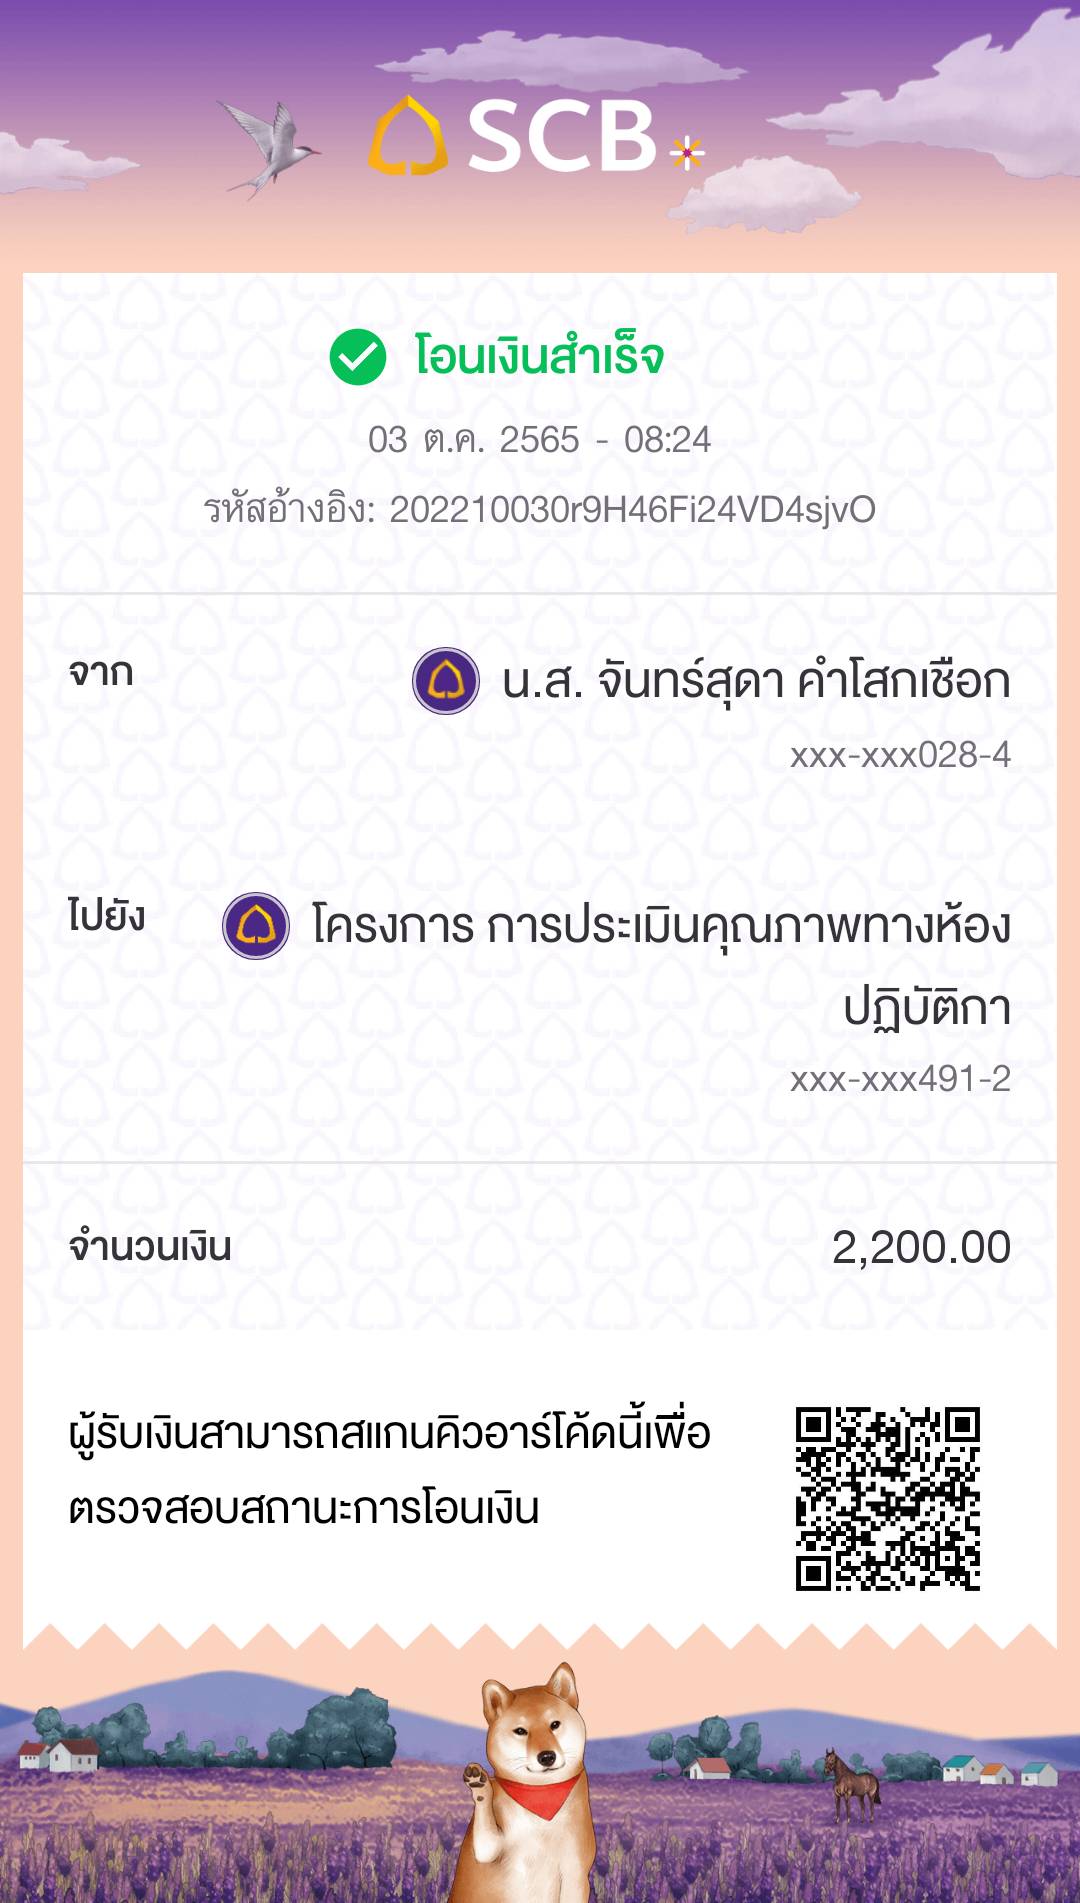 SCB
โอนเงินสำเร็จ
03 ต.ค. 2565 - 08:24
รหัสอ้างอิง: 202210030r9H46Fi24VD4sjvO
จาก
น.ส. จันทร์สุดา คำโสกเชือก
xxx-xxx028-4
ไปยัง
โครงการ การประเมินคุณภาพทางห้อง
ปฏิบัติกา
xxx-xxx491-2
จำนวนเงิน 2,200.00
ผู้รับเงินสามารถสแกนคิวอาร์โค้ดนี้เพื่อ
ตรวจสอบสถานะการโอนเงิน